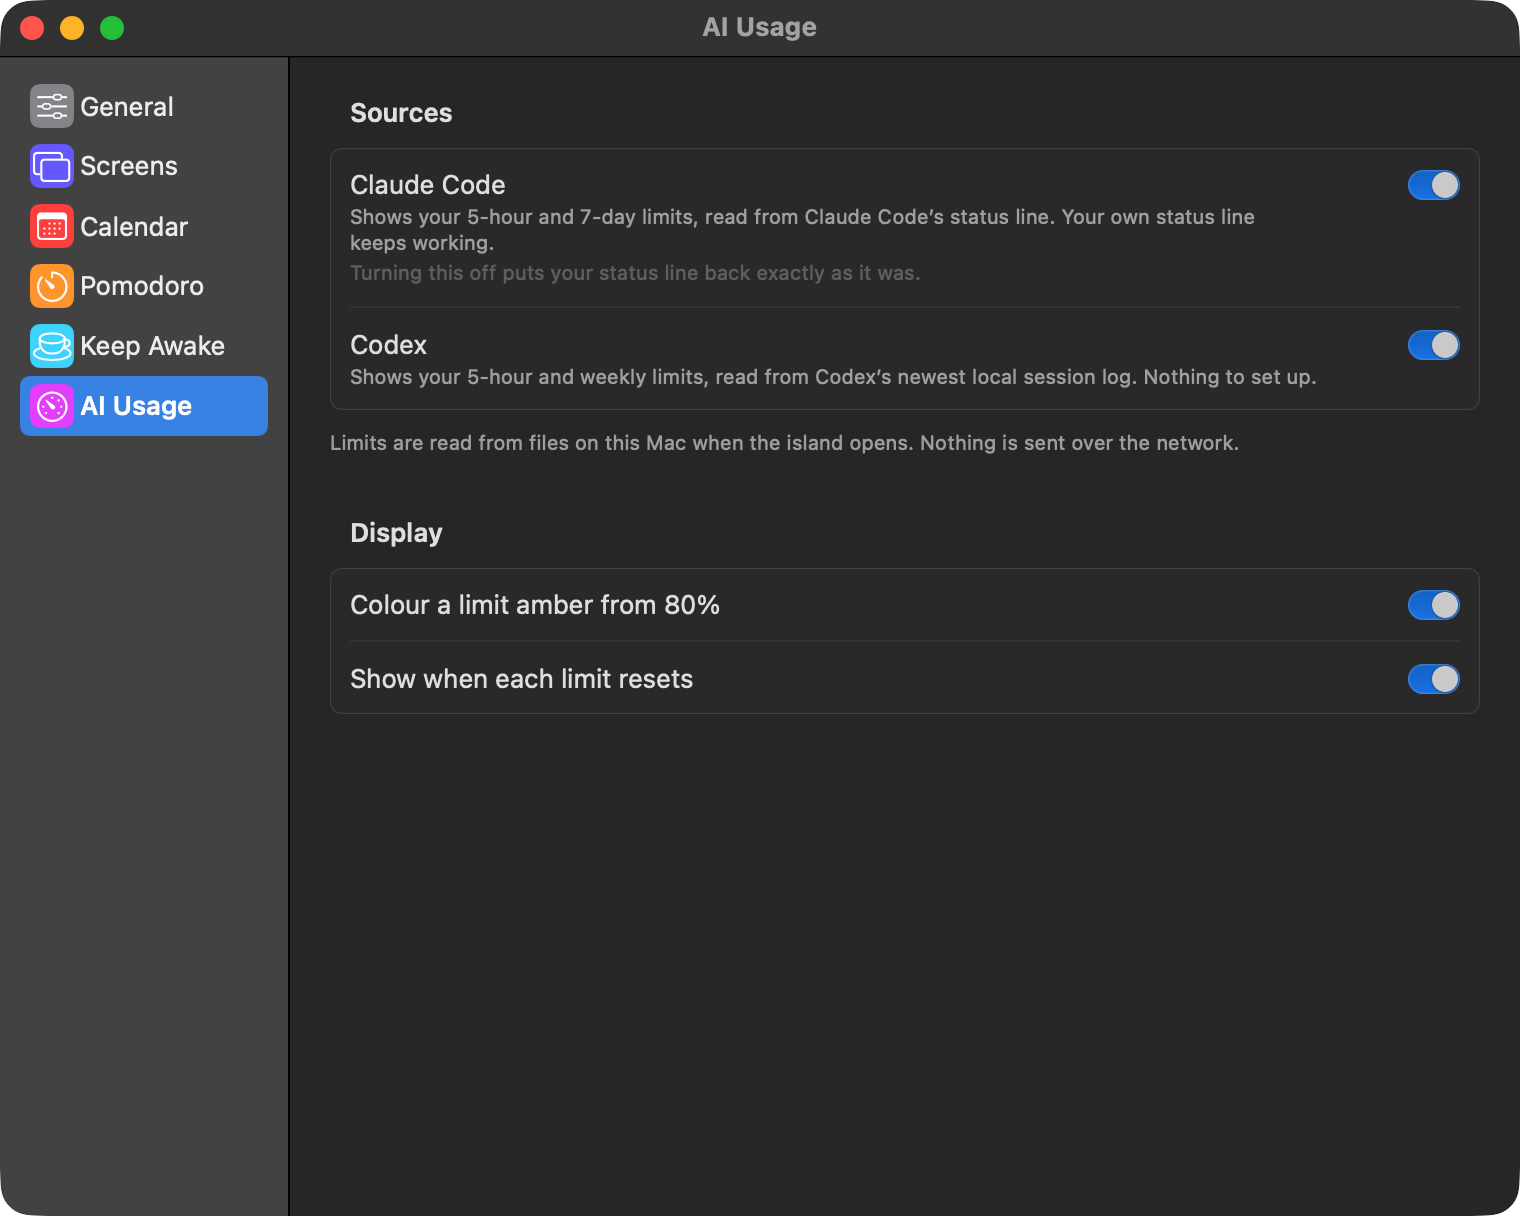 AI Usage
General
Screens
Calendar
Pomodoro
Keep Awake
AI Usage
Sources
Claude Code
Shows your 5-hour and 7-day limits, read from Claude Code’s status line. Your own status line
keeps working.
Turning this off puts your status line back exactly as it was.
Codex
Shows your 5-hour and weekly limits, read from Codex’s newest local session log. Nothing to set up.
Limits are read from files on this Mac when the island opens. Nothing is sent over the network.
Display
Colour a limit amber from 80%
Show when each limit resets